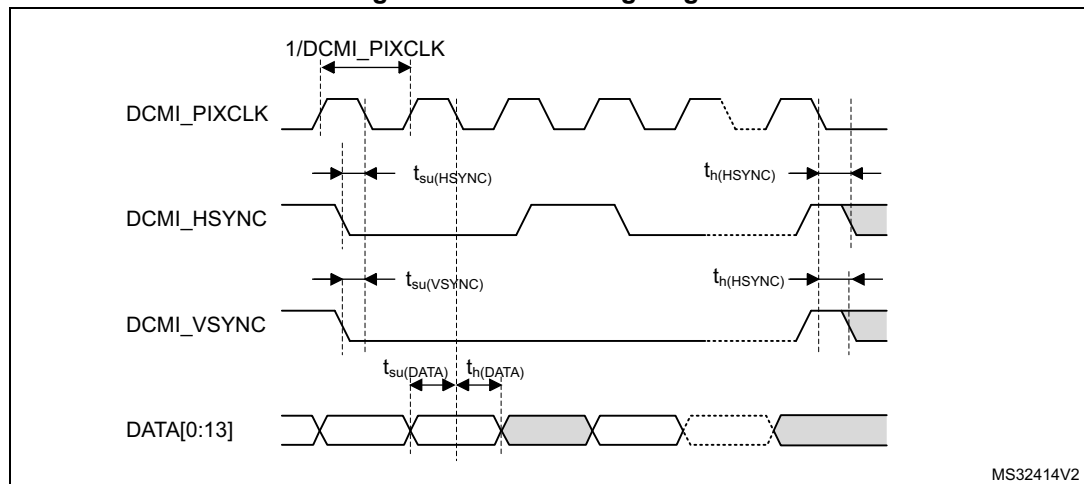 1/DCMI_PIXCLK
DCMI_PIXCLK
tsu(HSYNC)
th(HSYNC)
DCMI_HSYNC
tsu(VSYNC)
th(HSYNC)
DCMI_VSYNC
tsu(DATA)
th(DATA)
DATA[0:13]
MS32414V2